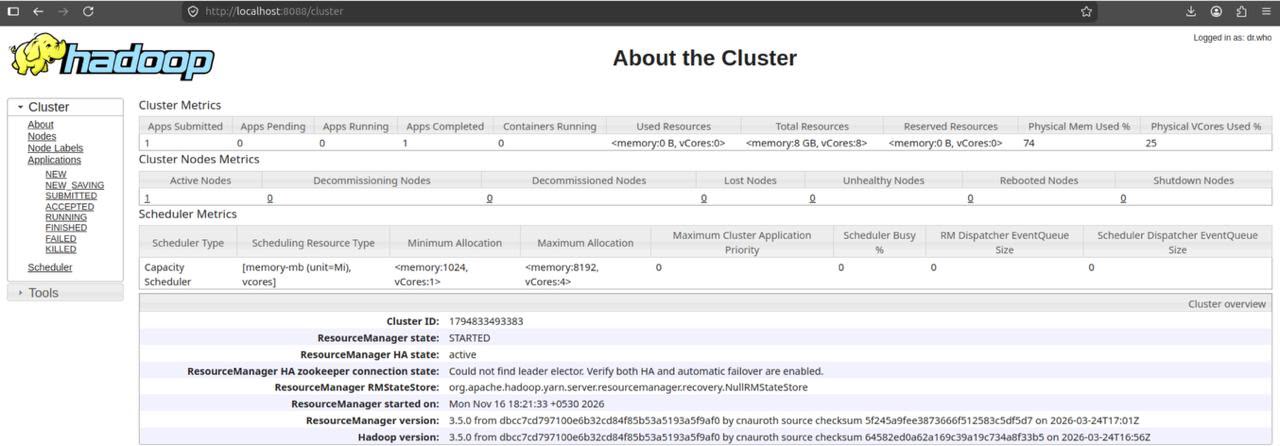 http://localhost:8088/cluster
Logged in as: dr.who
hadoop
About the Cluster
Cluster
About
Nodes
Node Labels
Applications
NEW
NEW_SAVING
SUBMITTED
ACCEPTED
RUNNING
FINISHED
FAILED
KILLED
Scheduler
Tools
Cluster Metrics
Apps Submitted Apps Pending Apps Running Apps Completed Containers Running Used Resources Total Resources Reserved Resources Physical Mem Used % Physical VCores Used %
1 0 0 1 0 <memory:0 B, vCores:0> <memory:8 GB, vCores:8> <memory:0 B, vCores:0> 74 25
Cluster Nodes Metrics
Active Nodes Decommissioning Nodes Decommissioned Nodes Lost Nodes Unhealthy Nodes Rebooted Nodes Shutdown Nodes
1 0 0 0 0 0 0
Scheduler Metrics
Scheduler Type Scheduling Resource Type Minimum Allocation Maximum Allocation Maximum Cluster Application Priority Scheduler Busy % RM Dispatcher EventQueue Size Scheduler Dispatcher EventQueue Size
Capacity Scheduler [memory-mb (unit=Mi), vcores] <memory:1024, vCores:1> <memory:8192, vCores:4> 0 0 0 0
Cluster overview
Cluster ID: 1794833493383
ResourceManager state: STARTED
ResourceManager HA state: active
ResourceManager HA zookeeper connection state: Could not find leader elector. Verify both HA and automatic failover are enabled.
ResourceManager RMStateStore: org.apache.hadoop.yarn.server.resourcemanager.recovery.NullRMStateStore
ResourceManager started on: Mon Nov 16 18:21:33 +0530 2026
ResourceManager version: 3.5.0 from dbcc7cd797100e6b32cd84f85b53a5193a5f9af0 by cnauroth source checksum 5f245a9fee3873666f512583c5df5d7 on 2026-03-24T17:01Z
Hadoop version: 3.5.0 from dbcc7cd797100e6b32cd84f85b53a5193a5f9af0 by cnauroth source checksum 64582ed0a62a169c39a19c734a8f33b5 on 2026-03-24T16:56Z